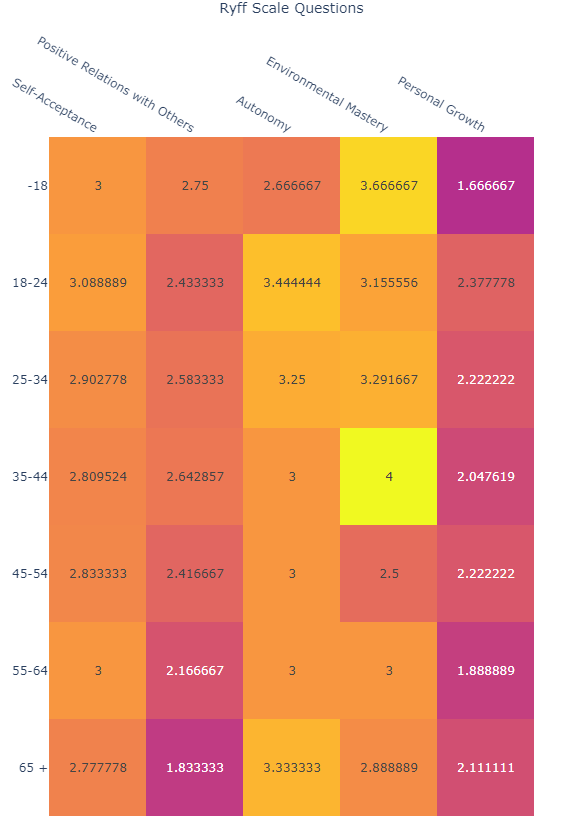 Ryff Scale Questions
Self-Acceptance
Positive Relations with Others
Autonomy
Environmental Mastery
Personal Growth
-18 3 2.75 2.666667 3.666667 1.666667
18-24 3.088889 2.433333 3.444444 3.155556 2.377778
25-34 2.902778 2.583333 3.25 3.291667 2.222222
35-44 2.809524 2.642857 3 4 2.047619
45-54 2.833333 2.416667 3 2.5 2.222222
55-64 3 2.166667 3 3 1.888889
65 + 2.777778 1.833333 3.333333 2.888889 2.111111